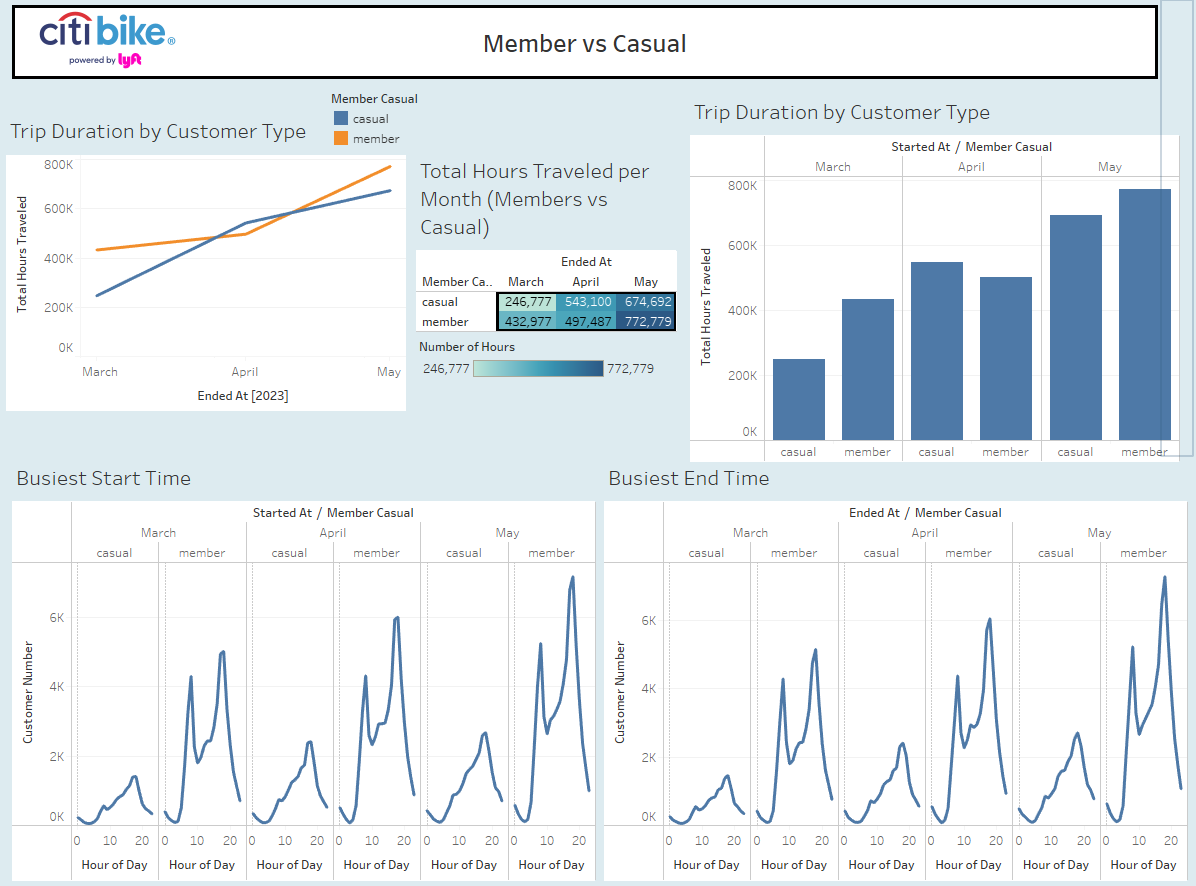 citi bike®
powered by lyft
Member vs Casual
Trip Duration by Customer Type
Member Casual
casual
member
800K
600K
400K
200K
0K
Total Hours Traveled
March April May
Ended At [2023]
Total Hours Traveled per
Month (Members vs
Casual)
Ended At
Member Ca.. March April May
casual 246,777 543,100 674,692
member 432,977 497,487 772,779
Number of Hours
246,777 772,779
Trip Duration by Customer Type
Started At / Member Casual
March April May
800K
600K
400K
200K
0K
Total Hours Traveled
casual member casual member casual member
Busiest Start Time
Started At / Member Casual
March April May
casual member casual member casual member
6K
4K
2K
0K
Customer Number
0 10 20 0 10 20 0 10 20 0 10 20 0 10 20 0 10 20
Hour of Day Hour of Day Hour of Day Hour of Day Hour of Day Hour of Day
Busiest End Time
Ended At / Member Casual
March April May
casual member casual member casual member
6K
4K
2K
0K
Customer Number
0 10 20 0 10 20 0 10 20 0 10 20 0 10 20 0 10 20
Hour of Day Hour of Day Hour of Day Hour of Day Hour of Day Hour of Day